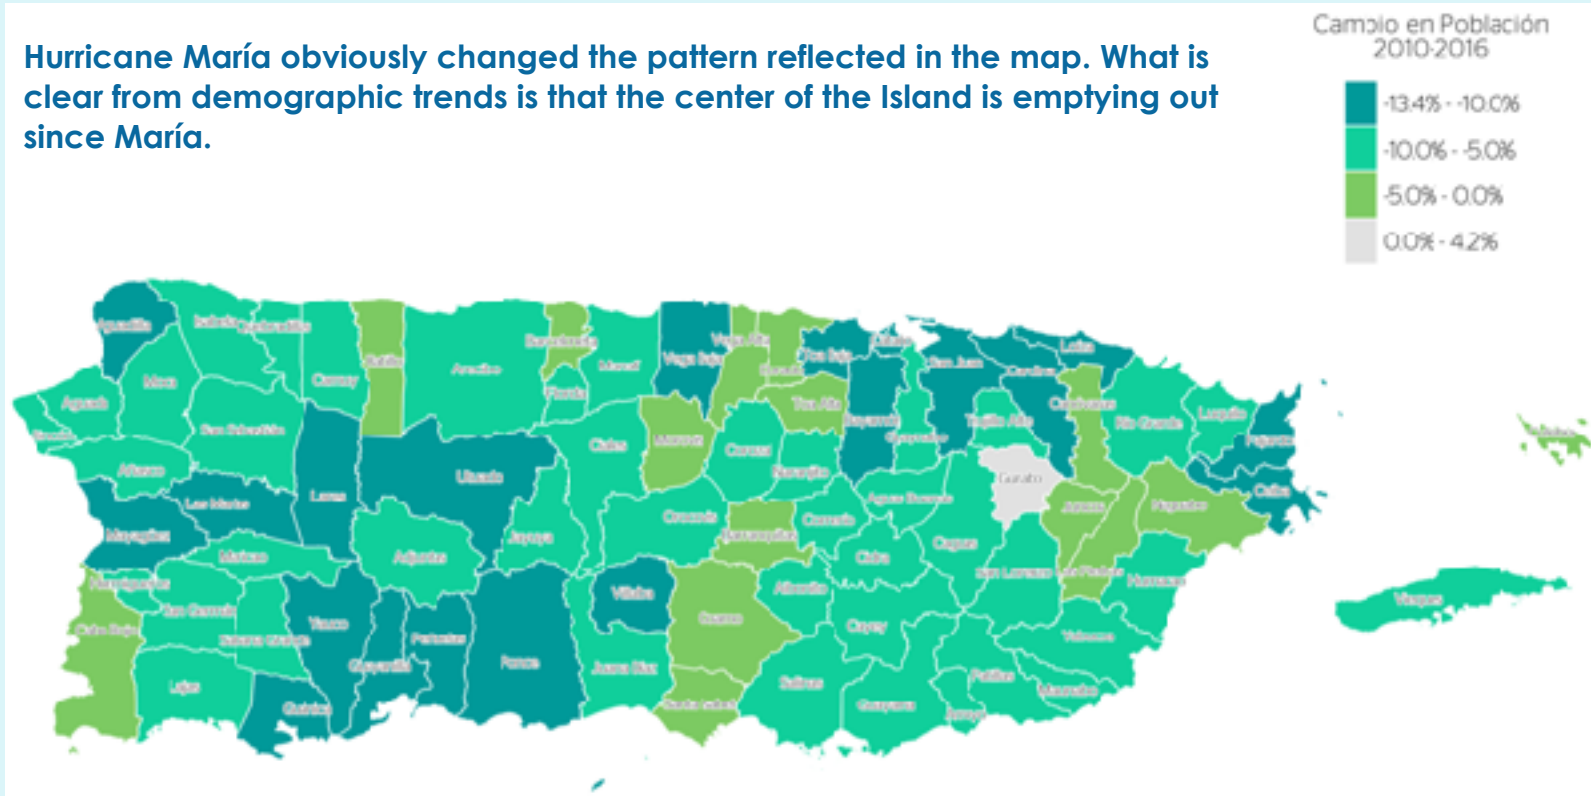 Hurricane María obviously changed the pattern reflected in the map. What is
clear from demographic trends is that the center of the Island is emptying out
since María.
Cambio en Población
2010-2016
-13.4% - -10.0%
-10.0% - -5.0%
-5.0% - 0.0%
0.0% - 4.2%
Aguadilla
Isabela
Quebradillas
Camuy
Hatillo
Arecibo
Barceloneta
Manatí
Vega Baja
Vega Alta
Dorado
Toa Baja
Cataño
San Juan
Carolina
Loíza
Moca
Aguada
Rincón
San Sebastián
Florida
Toa Alta
Bayamón
Guaynabo
Trujillo Alto
Canóvanas
Río Grande
Luquillo
Fajardo
Culebra
Añasco
Lares
Utuado
Ciales
Morovis
Corozal
Naranjito
Gurabo
Ceiba
Las Marías
Mayagüez
Maricao
Adjuntas
Jayuya
Orocovis
Barranquitas
Comerío
Aguas Buenas
Caguas
Juncos
Naguabo
Cidra
San Lorenzo
Las Piedras
Humacao
Vieques
Hormigueros
San Germán
Sabana Grande
Yauco
Guayanilla
Peñuelas
Ponce
Villalba
Juana Díaz
Coamo
Aibonito
Cayey
Yabucoa
Cabo Rojo
Lajas
Guánica
Santa Isabel
Salinas
Guayama
Arroyo
Patillas
Maunabo